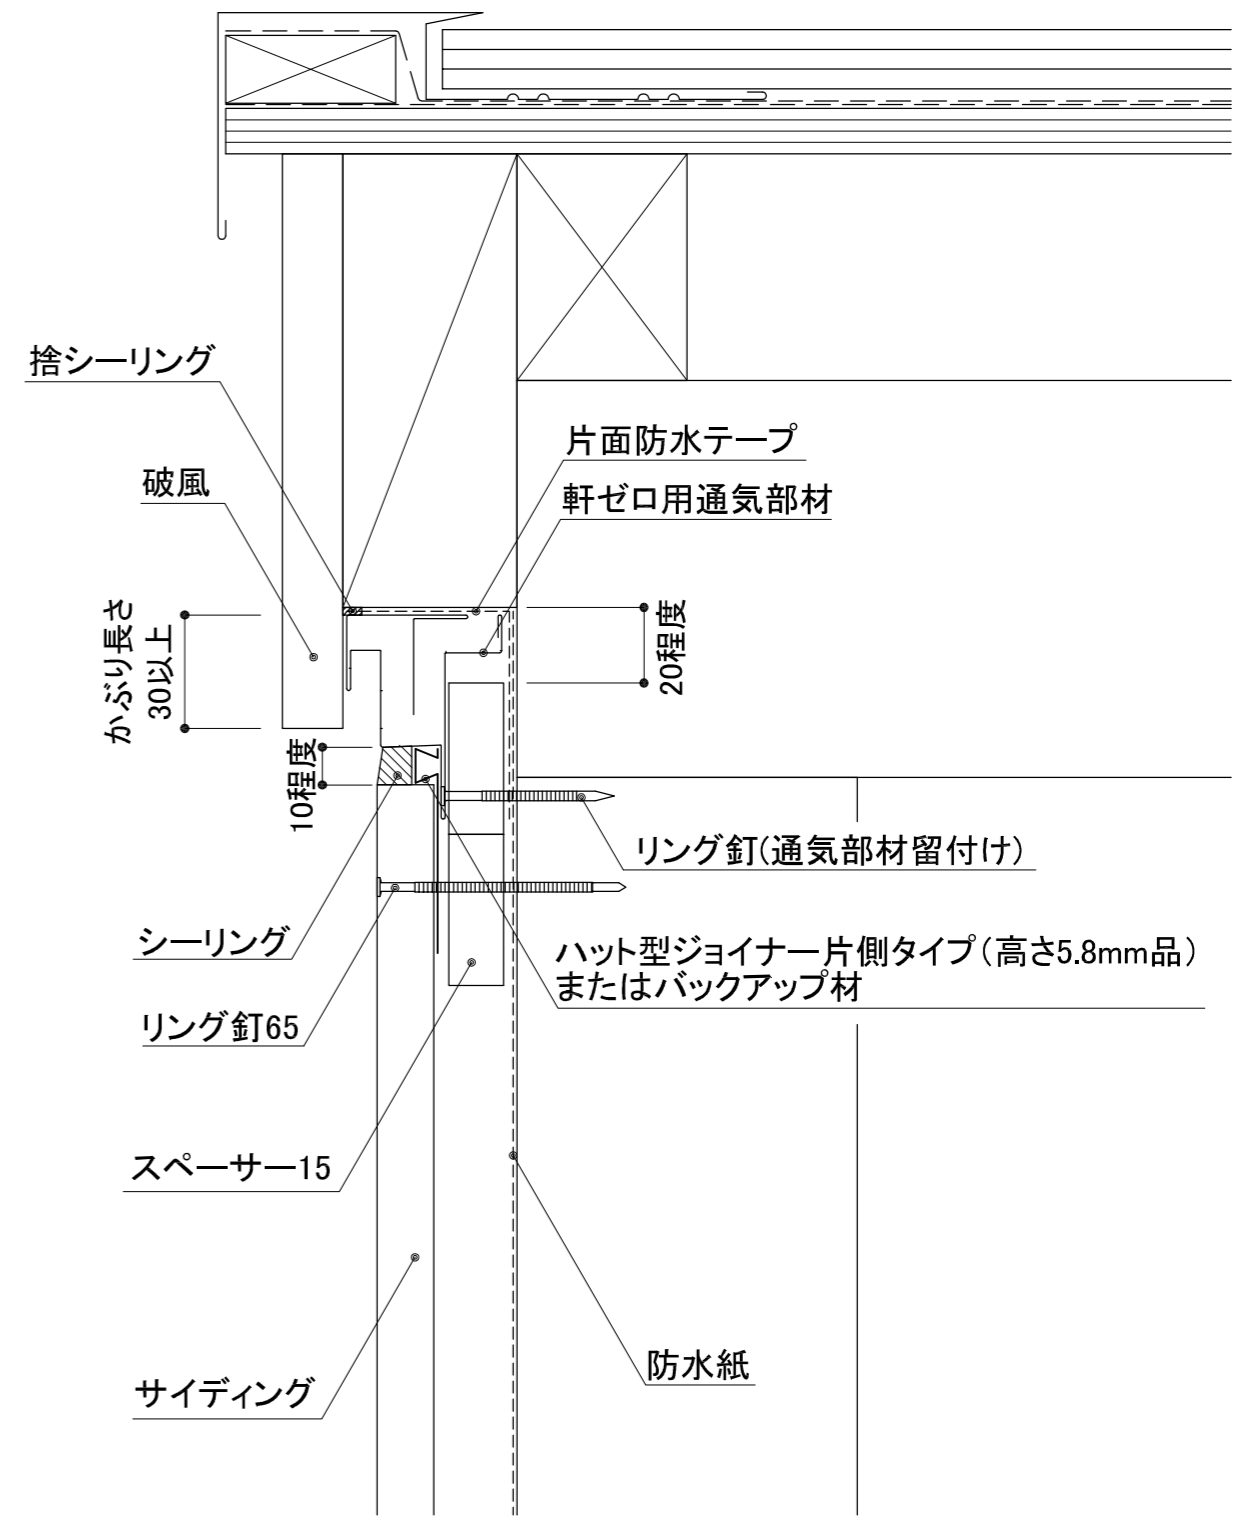 捨シーリング
片面防水テープ
破風
軒ゼロ用通気部材
かぶり長さ
30以上
20程度
10程度
リング釘(通気部材留付け)
シーリング
ハット型ジョイナー片側タイプ(高さ5.8mm品)
またはバックアップ材
リング釘65
スペーサー15
防水紙
サイディング